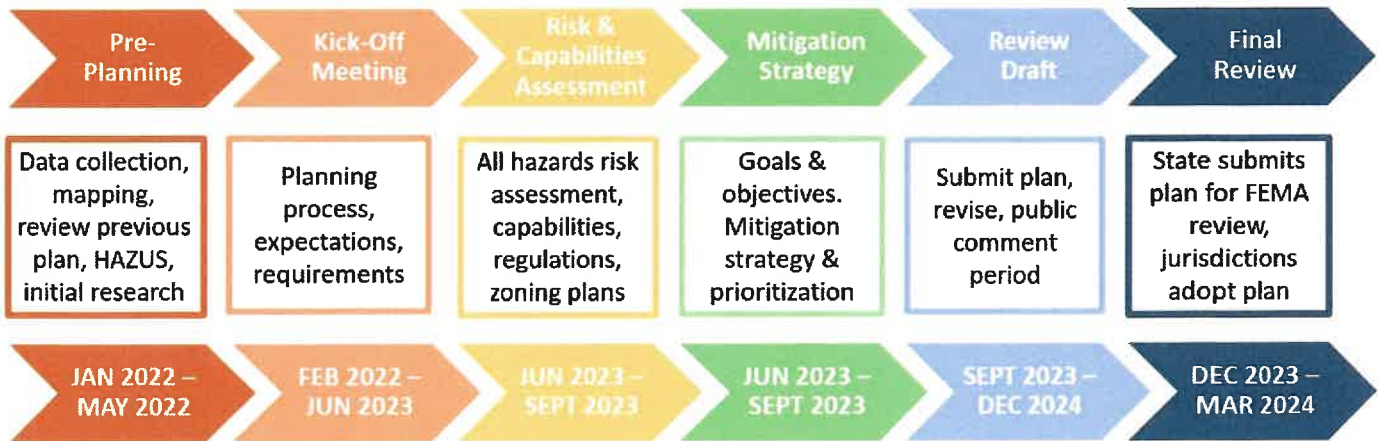 Pre-
Planning
Kick-Off
Meeting
Risk &
Capabilities
Assessment
Mitigation
Strategy
Review
Draft
Final
Review
Data collection,
mapping,
review previous
plan, HAZUS,
initial research
Planning
process,
expectations,
requirements
All hazards risk
assessment,
capabilities,
regulations,
zoning plans
Goals &
objectives.
Mitigation
strategy &
prioritization
Submit plan,
revise, public
comment
period
State submits
plan for FEMA
review,
jurisdictions
adopt plan
JAN 2022 –
MAY 2022
FEB 2022 –
JUN 2023
JUN 2023 –
SEPT 2023
JUN 2023 –
SEPT 2023
SEPT 2023 –
DEC 2024
DEC 2023 –
MAR 2024